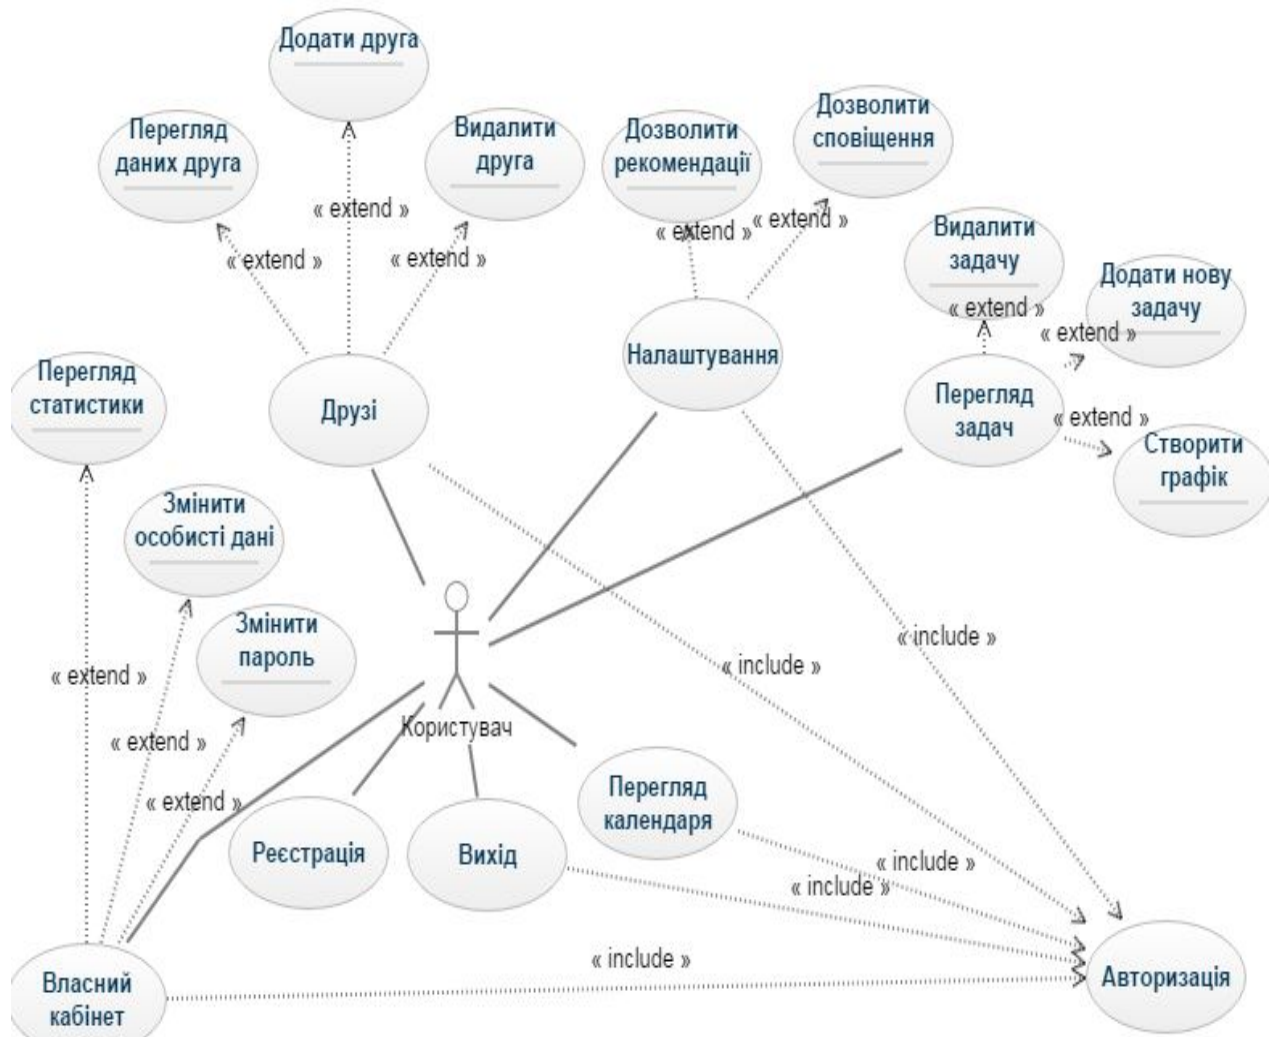 Додати друга
Перегляд
даних друга
Видалити
друга
Дозволити
рекомендації
Дозволити
сповіщення
« extend »
« extend »
« extend »
« extend »
« extend »
Видалити
задачу
Додати нову
задачу
« extend »
« extend »
« extend »
Створити
графік
Перегляд
статистики
Друзі
Налаштування
Перегляд
задач
Змінити
особисті дані
Змінити
пароль
« extend »
« extend »
« extend »
« include »
« include »
Користувач
Реєстрація
Вихід
Перегляд
календаря
« include »
« include »
« include »
Власний
кабінет
Авторизація